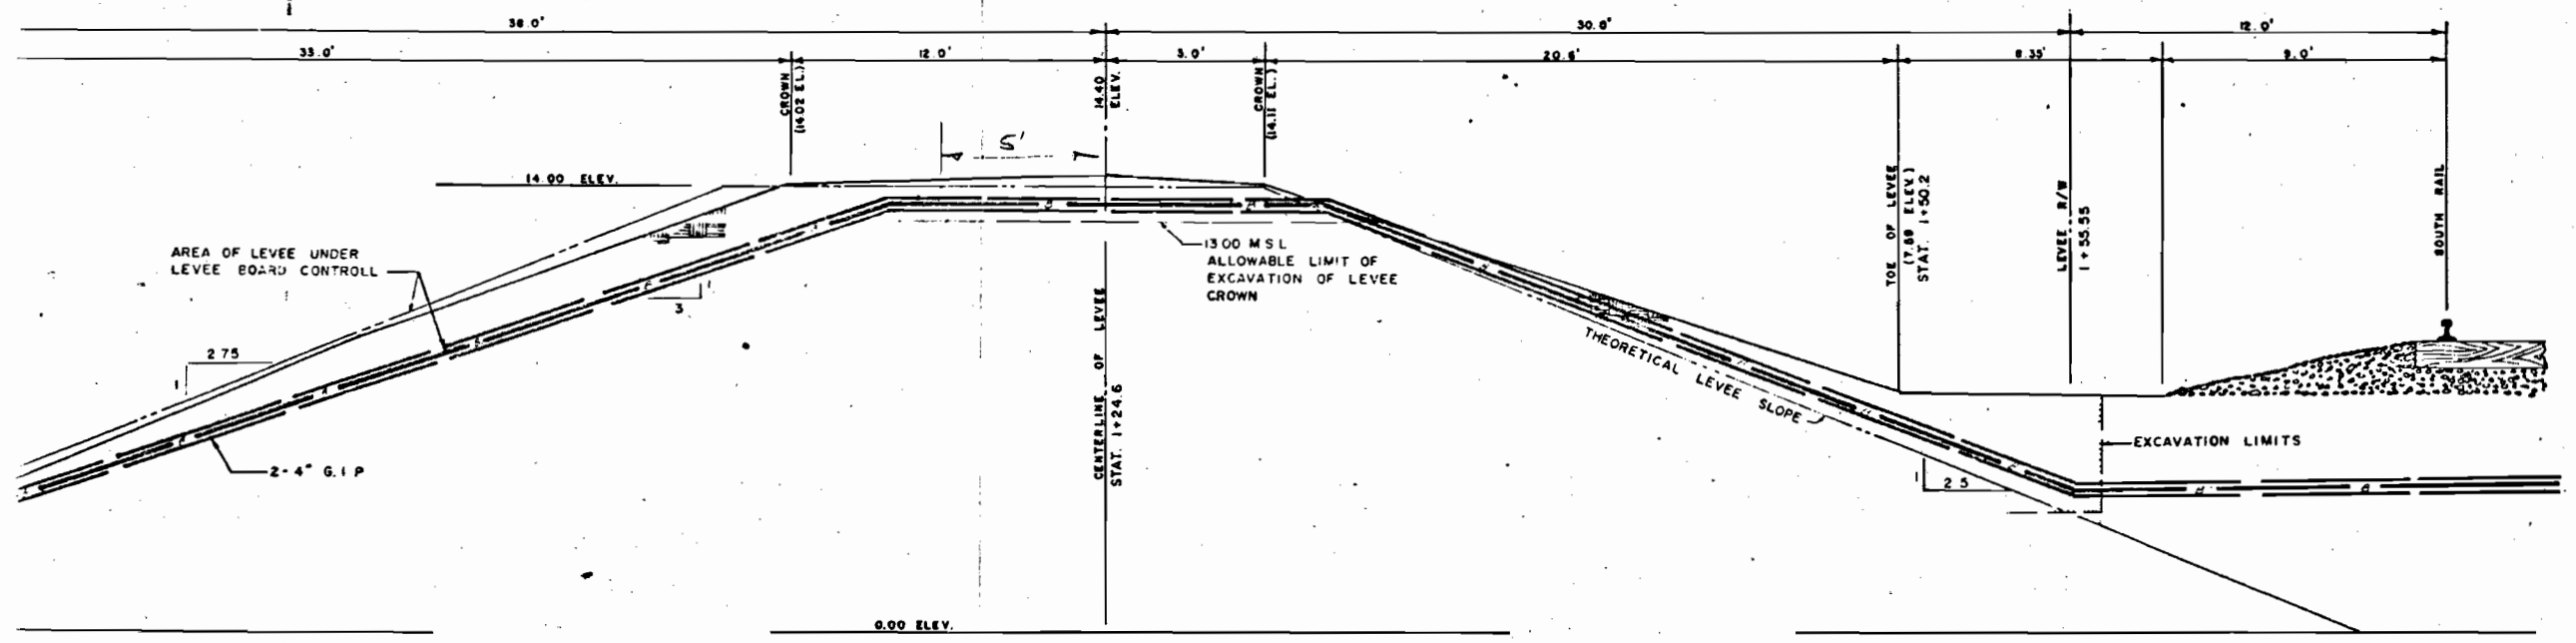 38.0'
30.8'
12.0'
33.0'
12.0'
3.0'
20.6'
8.35'
9.0'
CROWN
(14.02 EL.)
14.40
ELEV.
CROWN
(14.11 EL.)
5'
14.00 ELEV.
TOE OF LEVEE
(7.69 ELEV.)
STAT. 1+50.2
LEVEE R/W
1+55.55
SOUTH RAIL
AREA OF LEVEE UNDER
LEVEE BOARD CONTROLL
13.00 M S L
ALLOWABLE LIMIT OF
EXCAVATION OF LEVEE
CROWN
1
3
2.75
1
CENTERLINE OF LEVEE
STAT. 1+24.6
THEORETICAL LEVEE SLOPE
EXCAVATION LIMITS
2-4" G.I.P
1
2.5
0.00 ELEV.